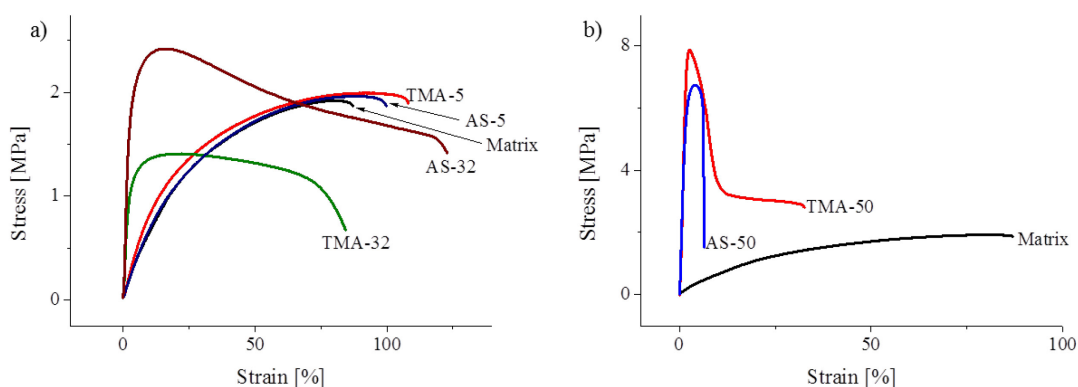 a)
Stress [MPa]
2
1
0
TMA-5
AS-5
Matrix
AS-32
TMA-32
0
50
100
Strain [%]
b)
Stress [MPa]
8
4
0
TMA-50
AS-50
Matrix
0
50
100
Strain [%]